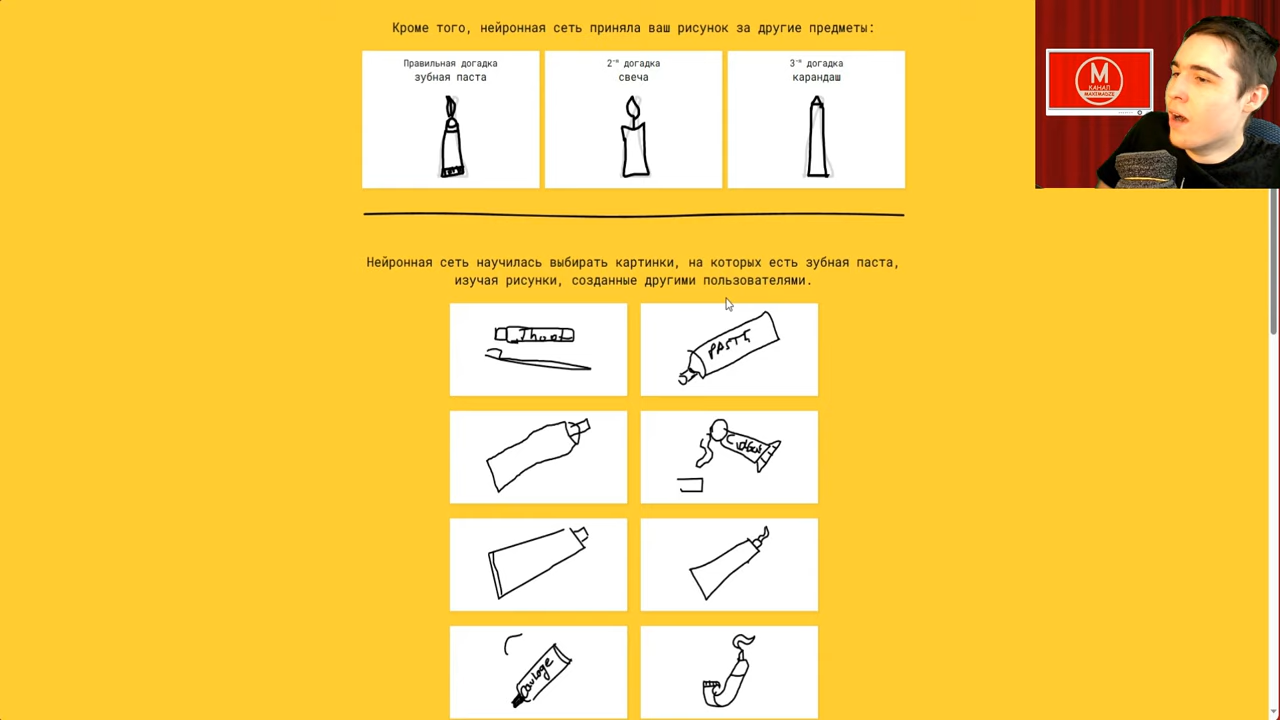 Кроме того, нейронная сеть приняла ваш рисунок за другие предметы:
Правильная догадка
зубная паста
2-я догадка
свеча
3-я догадка
карандаш
М
КАНАЛ
MAXIMASZE
Нейронная сеть научилась выбирать картинки, на которых есть зубная паста,
изучая рисунки, созданные другими пользователями.
PASTE